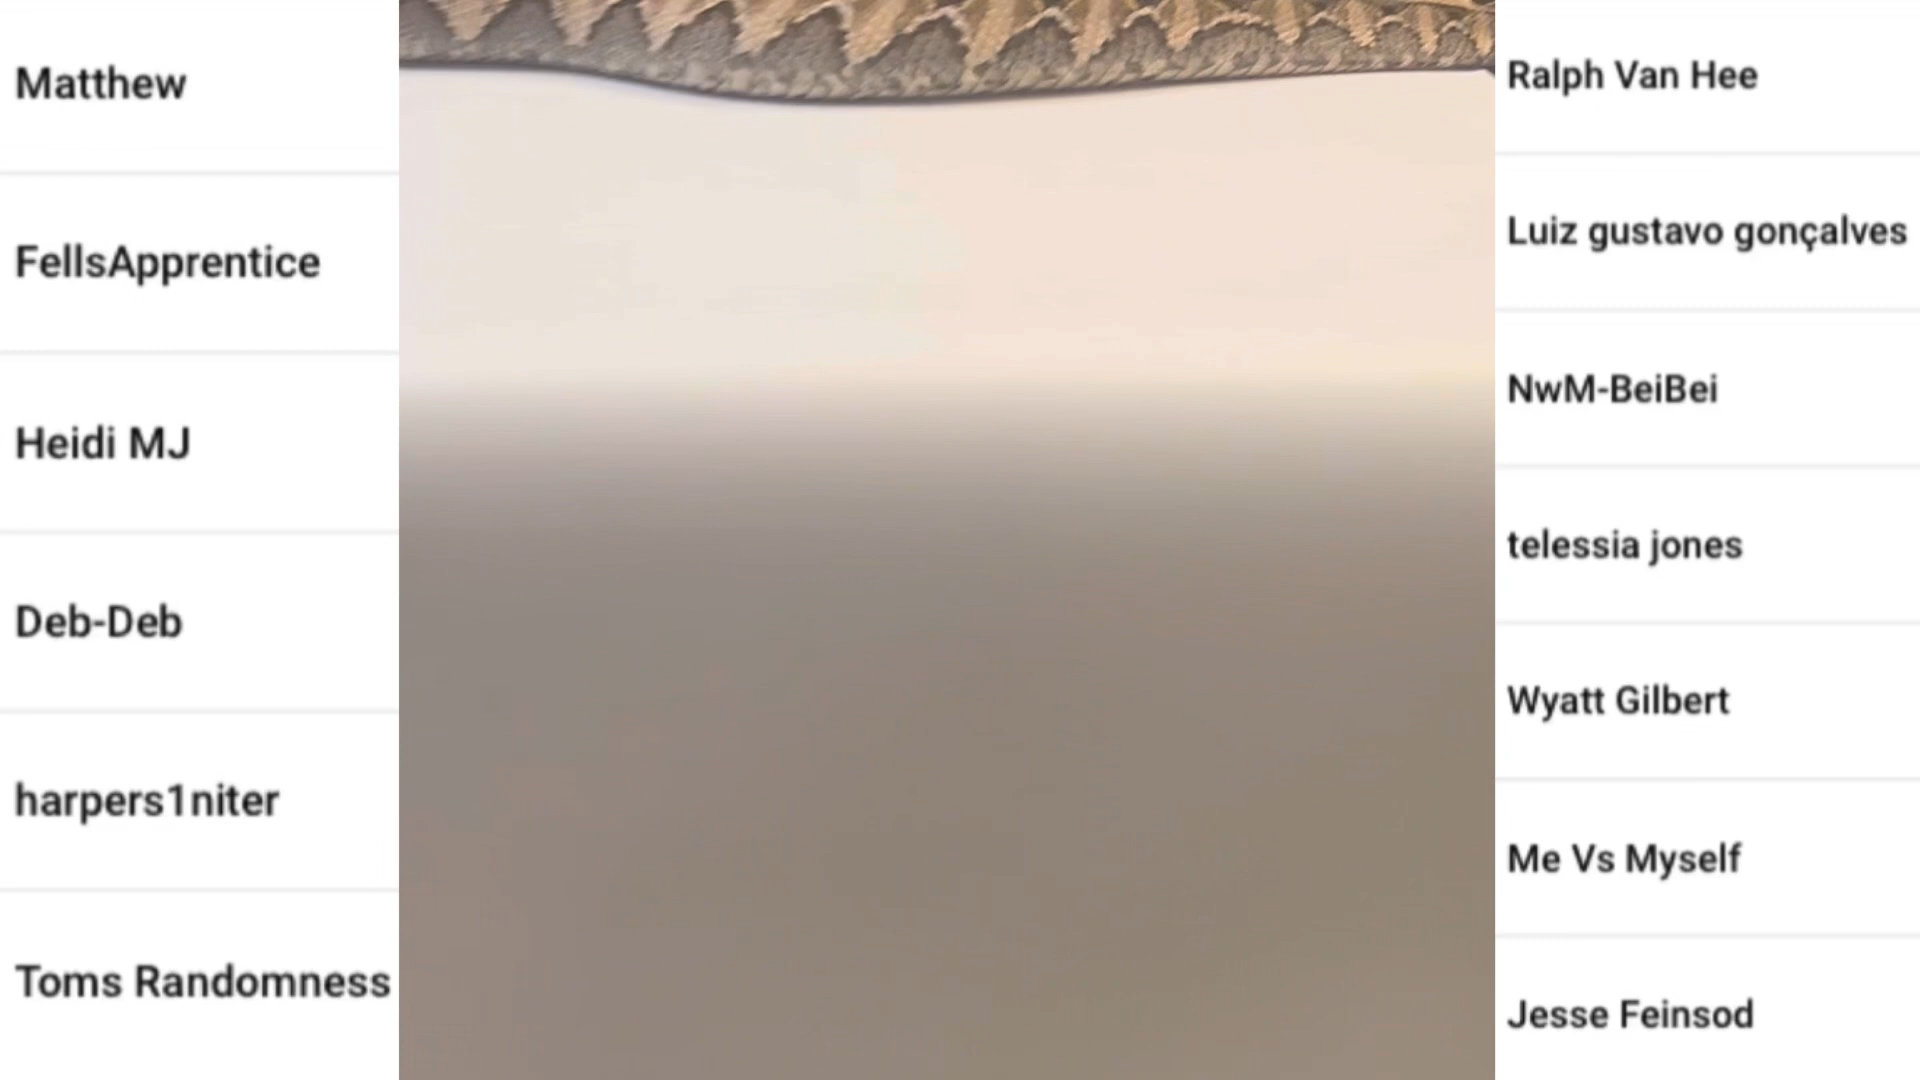 Matthew
FellsApprentice
Heidi MJ
Deb-Deb
harpers1niter
Toms Randomness
Ralph Van Hee
Luiz gustavo gonçalves
NwM-BeiBei
telessia jones
Wyatt Gilbert
Me Vs Myself
Jesse Feinsod